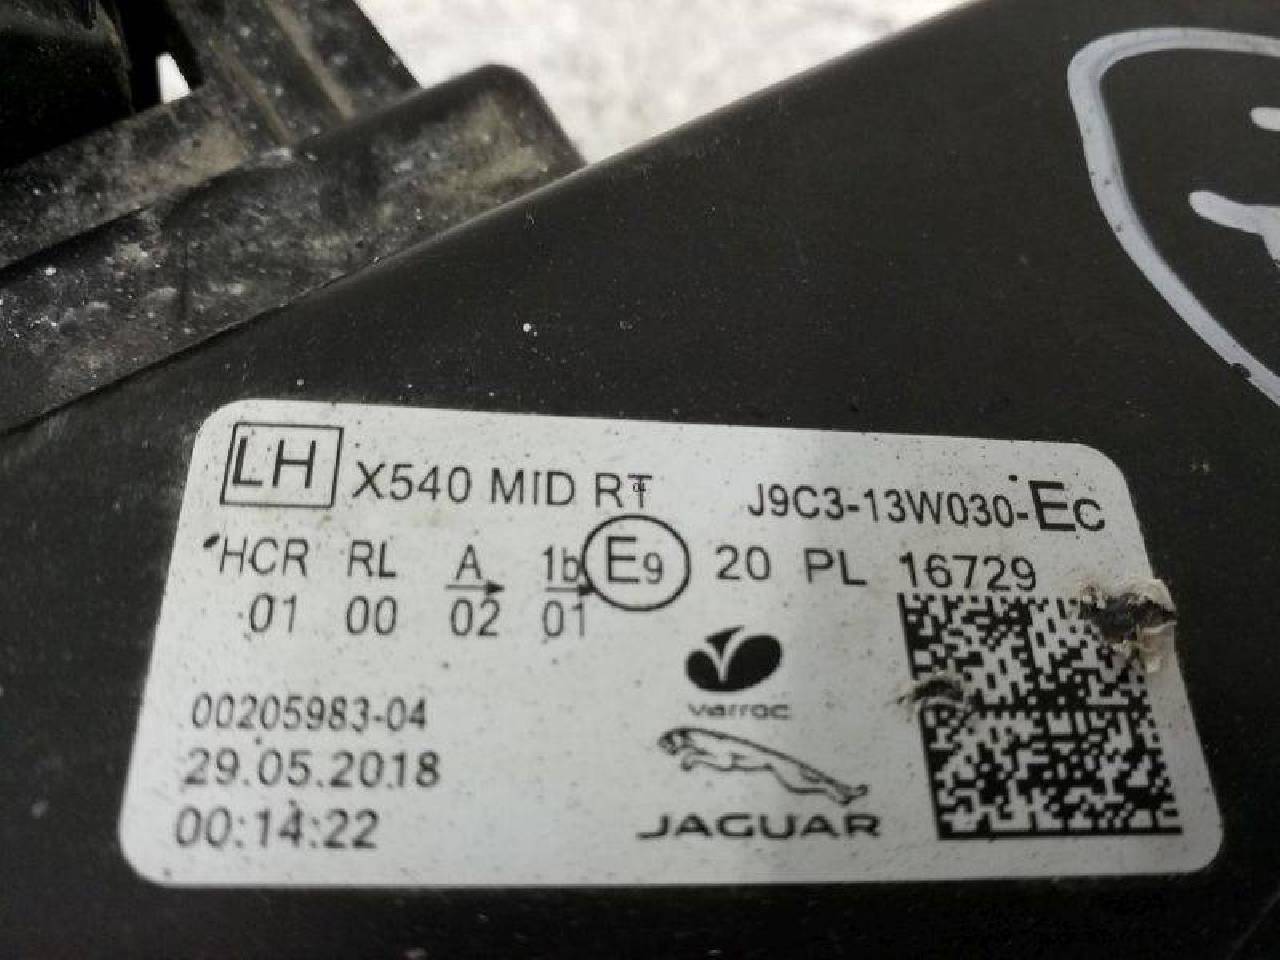 LH X540 MID RT J9C3-13W030-Ec
HCR RL A 1b E9 20 PL 16729
01 00 02 01
varroc
00205983-04
29.05.2018
00:14:22
JAGUAR